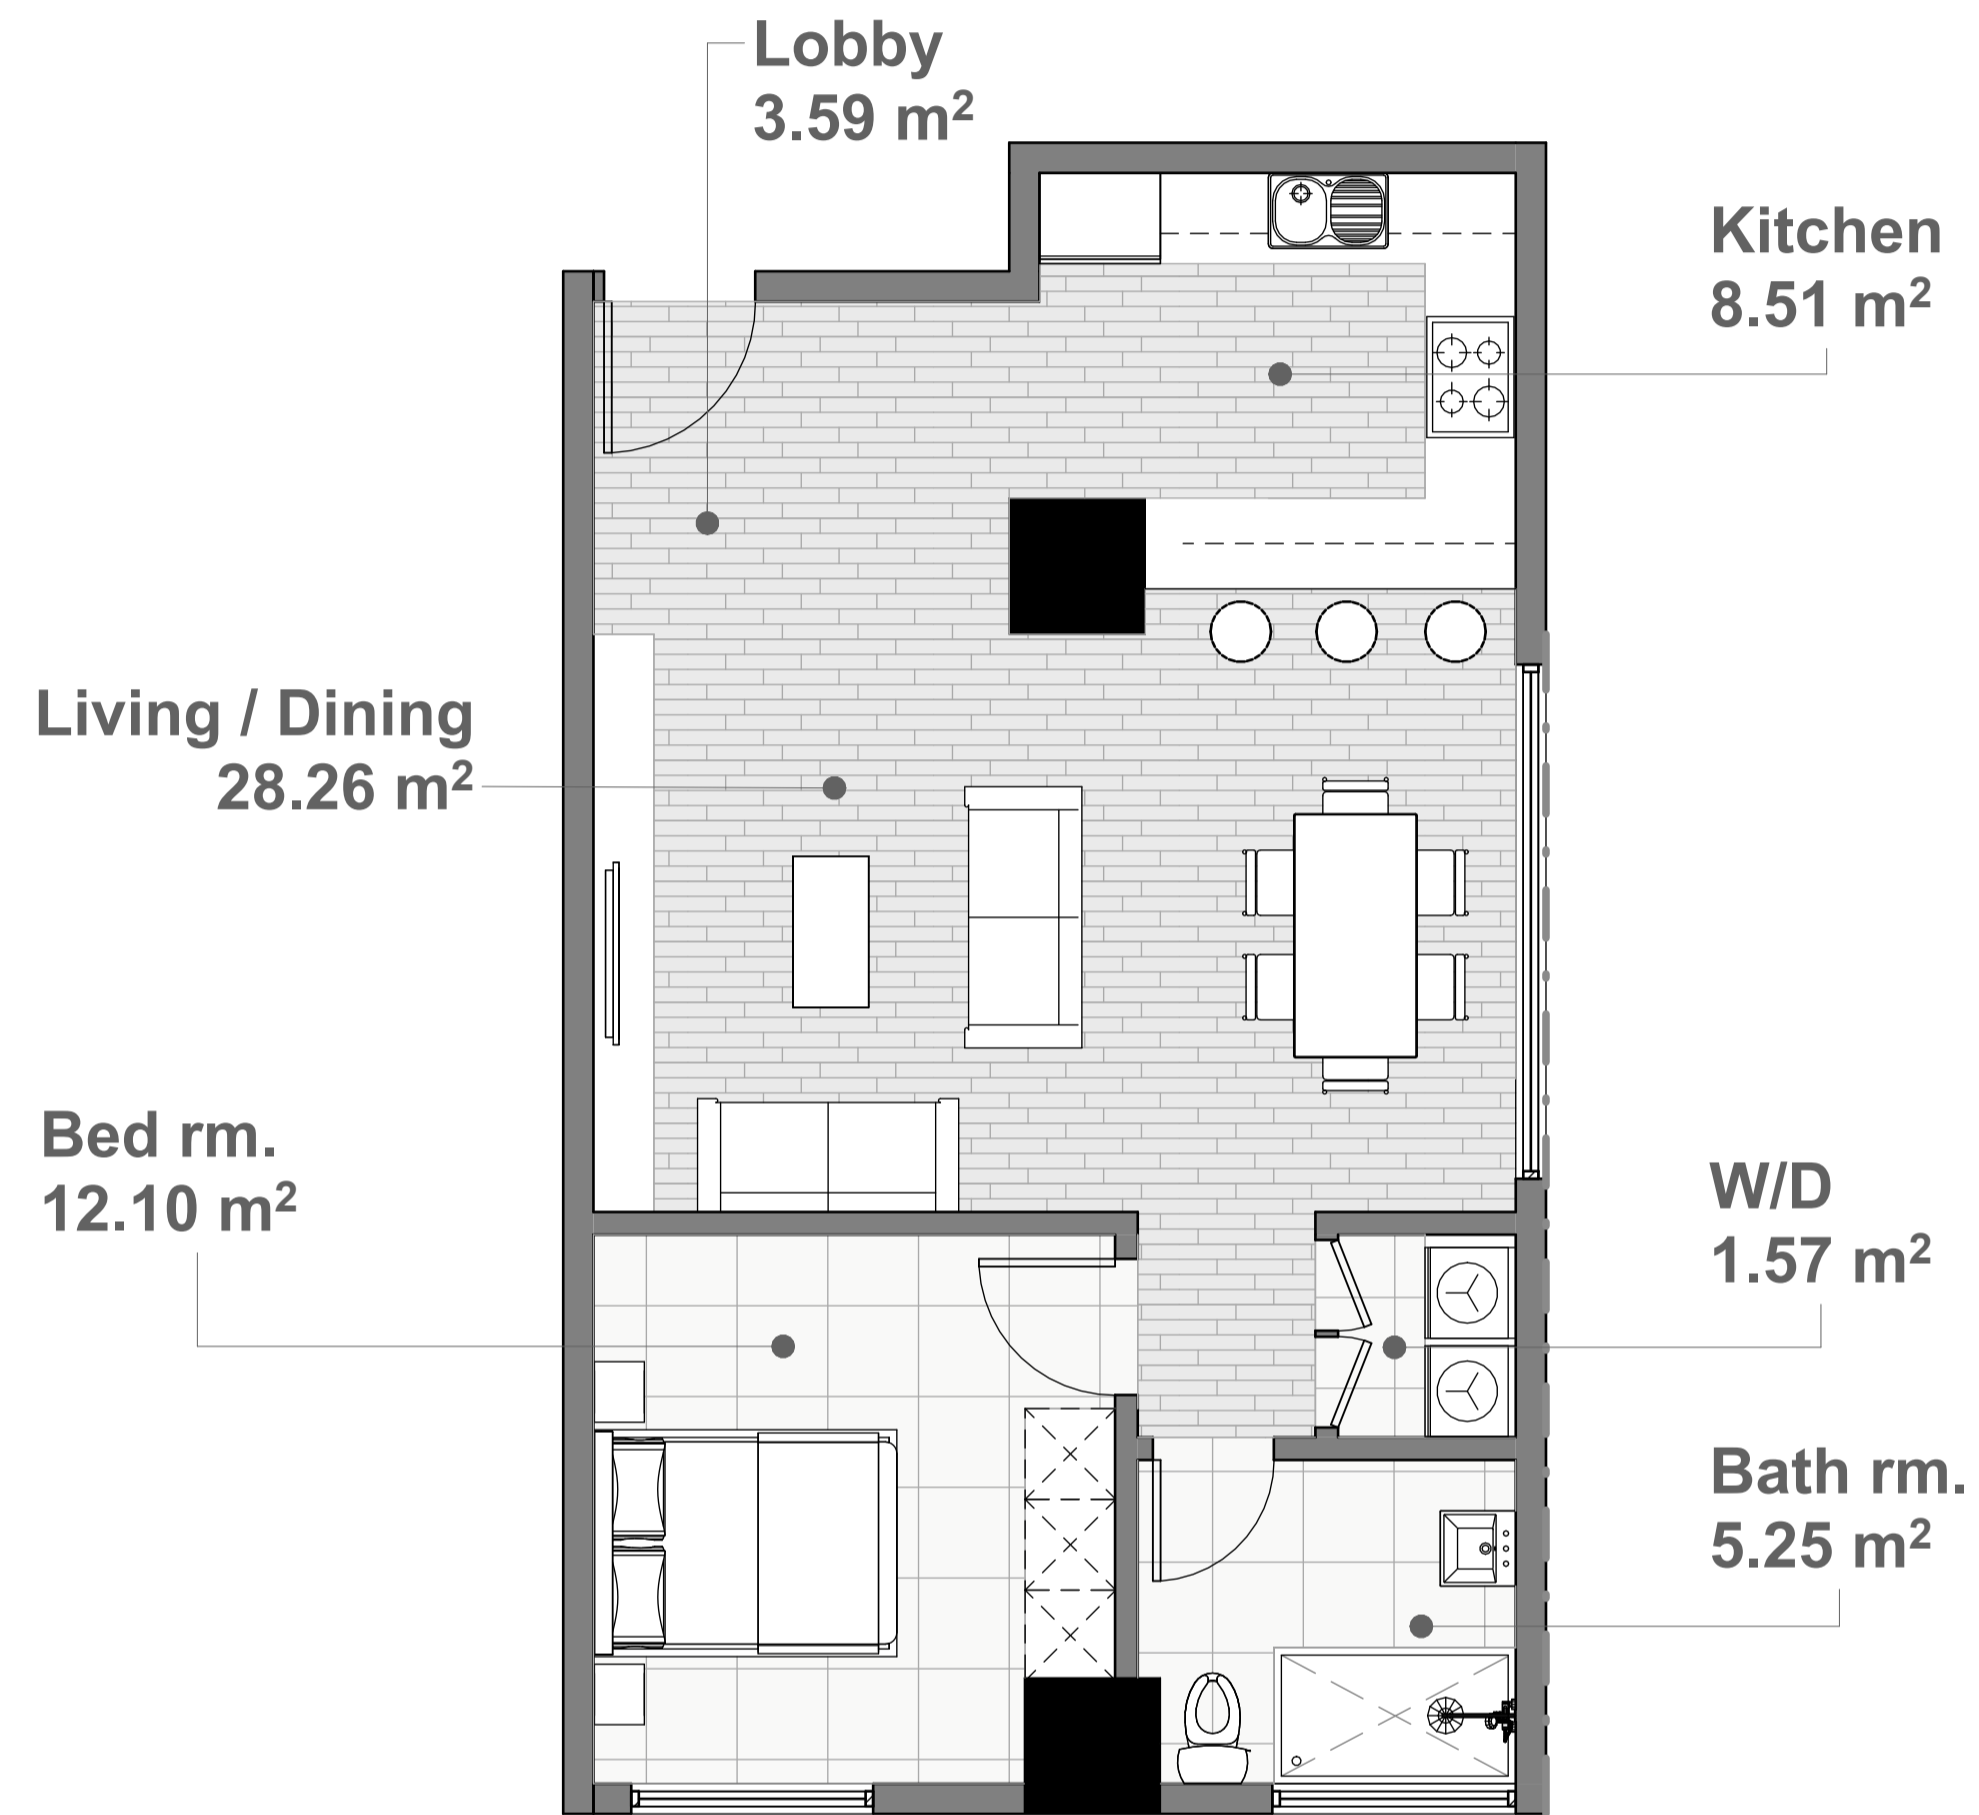 Lobby
3.59 m²
Kitchen
8.51 m²
Living / Dining
28.26 m²
Bed rm.
12.10 m²
W/D
1.57 m²
Bath rm.
5.25 m²